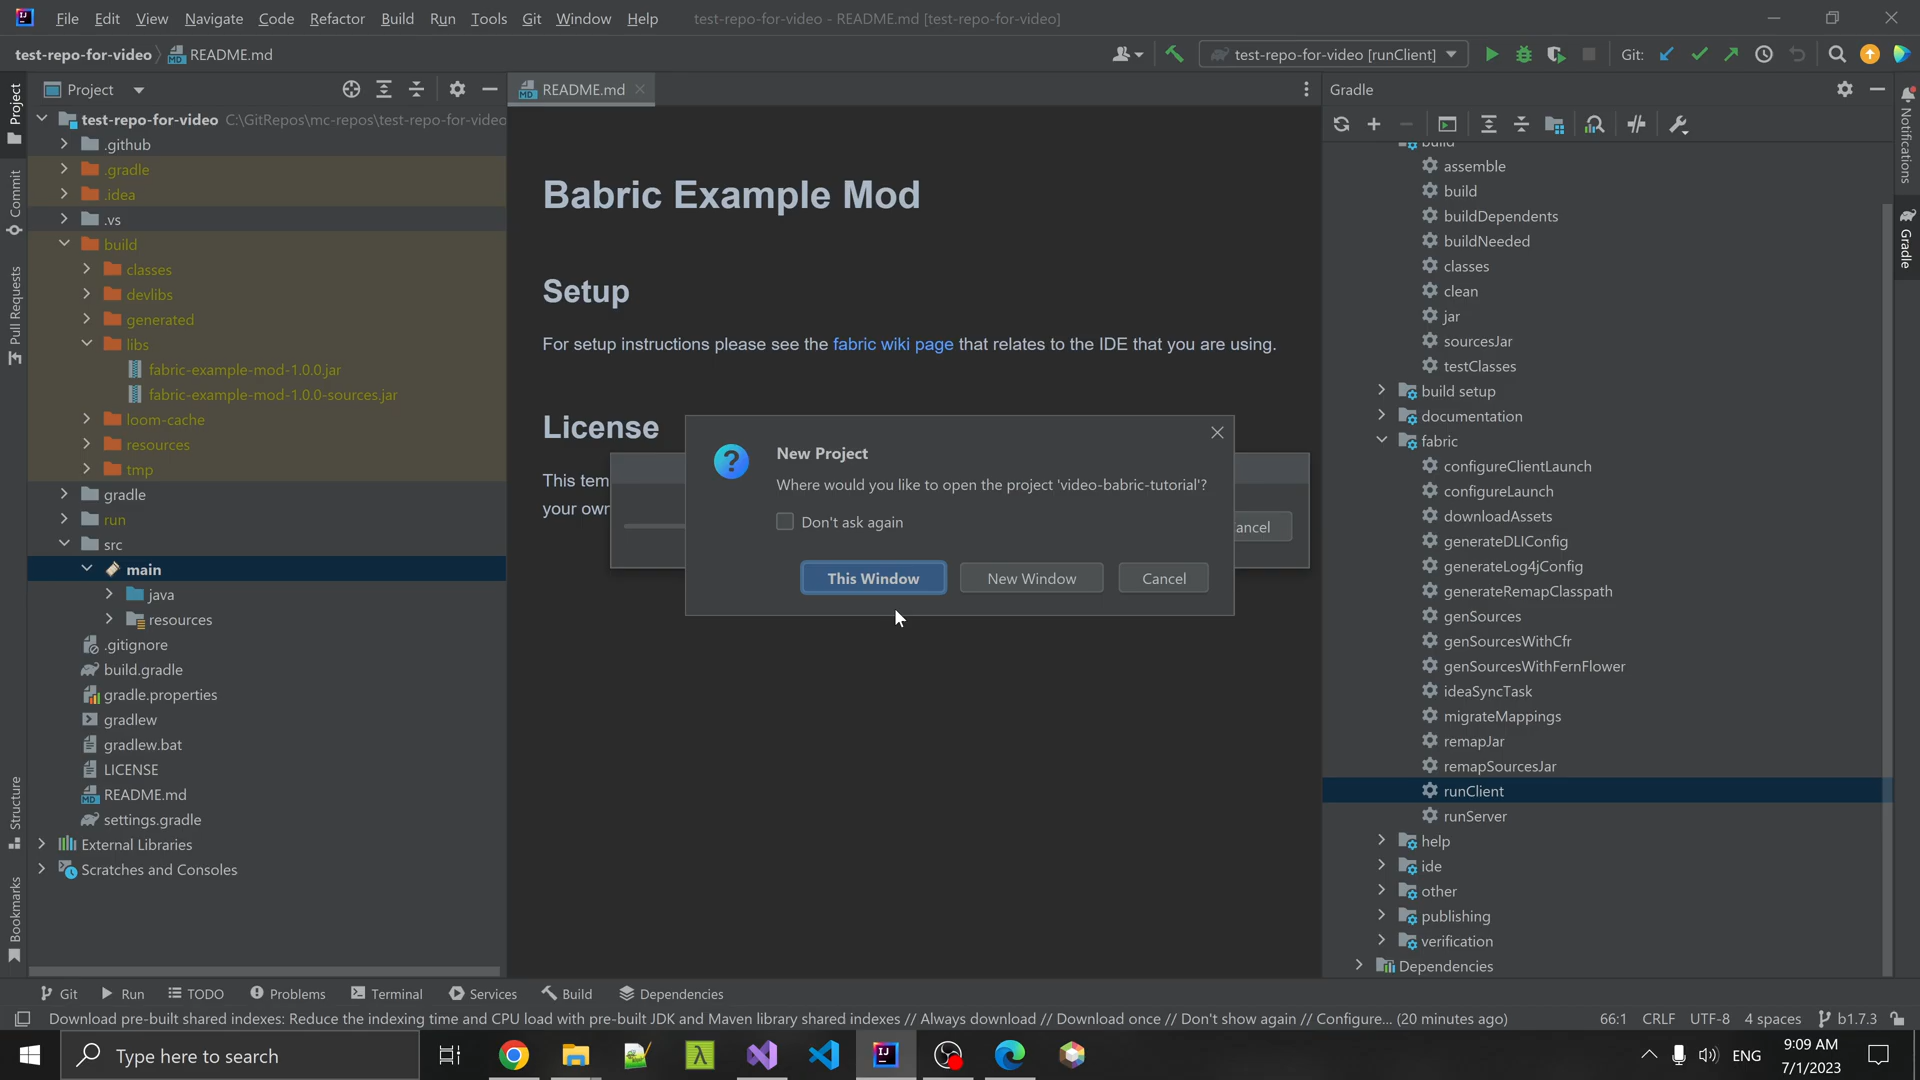 File Edit View Navigate Code Refactor Build Run Tools Git Window Help test-repo-for-video - README.md [test-repo-for-video]
test-repo-for-video README.md
test-repo-for-video [runClient]
Git:
Project
README.md
Gradle
Project
Commit
Pull Requests
Structure
Bookmarks
test-repo-for-video C:\GitRepos\mc-repos\test-repo-for-video
.github
.gradle
.idea
.vs
build
classes
devlibs
generated
libs
fabric-example-mod-1.0.0.jar
fabric-example-mod-1.0.0-sources.jar
loom-cache
resources
tmp
gradle
run
src
main
java
resources
.gitignore
build.gradle
gradle.properties
gradlew
gradlew.bat
LICENSE
README.md
settings.gradle
External Libraries
Scratches and Consoles
Babric Example Mod
Setup
For setup instructions please see the fabric wiki page that relates to the IDE that you are using.
License
This tem
your owr
ancel
New Project
Where would you like to open the project 'video-babric-tutorial'?
Don't ask again
This Window
New Window
Cancel
build
assemble
build
buildDependents
buildNeeded
classes
clean
jar
sourcesJar
testClasses
build setup
documentation
fabric
configureClientLaunch
configureLaunch
downloadAssets
generateDLIConfig
generateLog4jConfig
generateRemapClasspath
genSources
genSourcesWithCfr
genSourcesWithFernFlower
ideaSyncTask
migrateMappings
remapJar
remapSourcesJar
runClient
runServer
help
ide
other
publishing
verification
Dependencies
Notifications
Gradle
Git Run TODO Problems Terminal Services Build Dependencies
Download pre-built shared indexes: Reduce the indexing time and CPU load with pre-built JDK and Maven library shared indexes // Always download // Download once // Don't show again // Configure... (20 minutes ago)
66:1 CRLF UTF-8 4 spaces b1.7.3
Type here to search
ENG
9:09 AM
7/1/2023